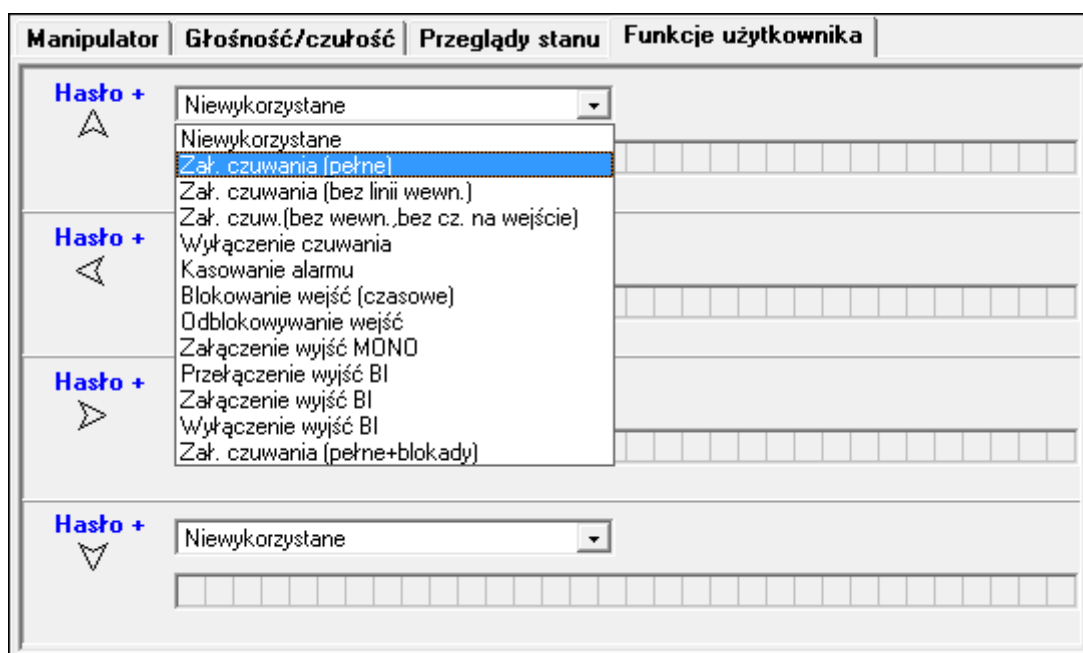 Manipulator Głośność/czułość Przeglądy stanu Funkcje użytkownika
Hasło +
Niewykorzystane
Niewykorzystane
Zał. czuwania (pełne)
Zał. czuwania (bez linii wewn.)
Zał. czuw.(bez wewn.,bez cz. na wejście)
Hasło +
Wyłączenie czuwania
Kasowanie alarmu
Blokowanie wejść (czasowe)
Odblokowywanie wejść
Załączenie wyjść MONO
Przełączenie wyjść BI
Hasło +
Załączenie wyjść BI
Wyłączenie wyjść BI
Zał. czuwania (pełne+blokady)
Hasło +
Niewykorzystane